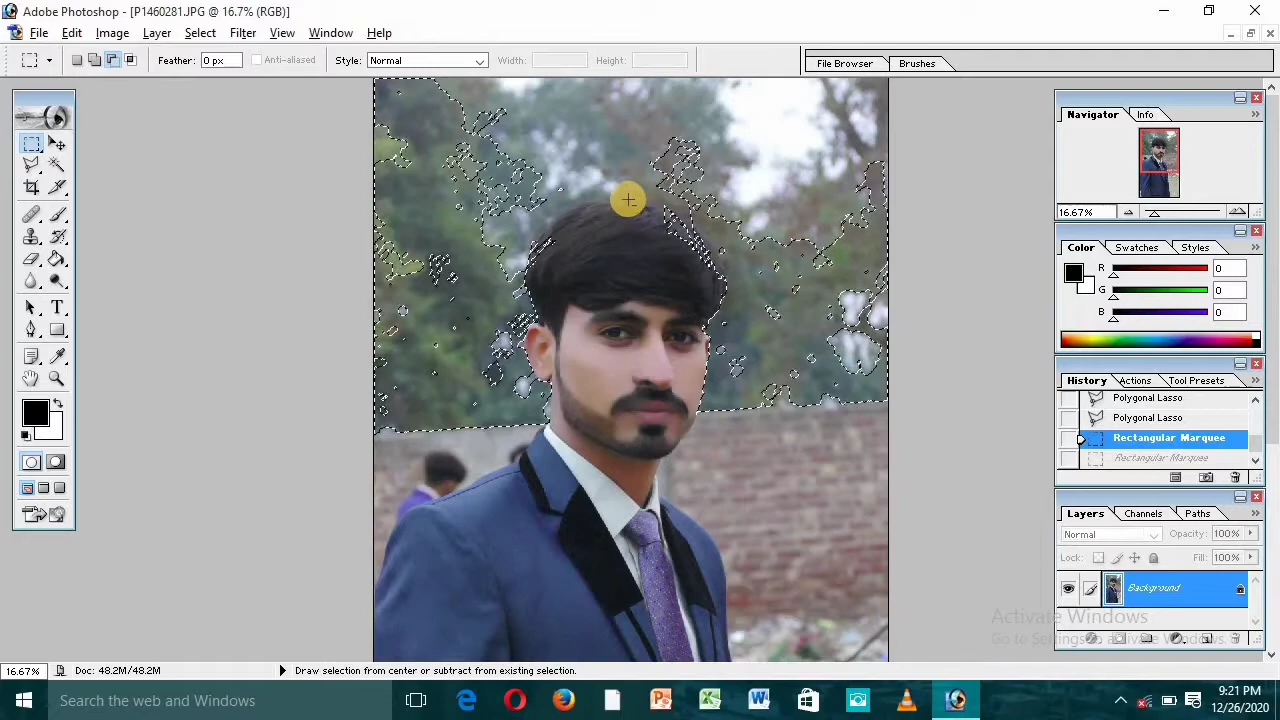 Adobe Photoshop - [P1460281.JPG @ 16.7% (RGB)]
File Edit Image Layer Select Filter View Window Help
Feather: 0 px Anti-aliased Style: Normal Width: Height: File Browser Brushes
Navigator Info
16.67%
Color Swatches Styles
R 0
G 0
B 0
History Actions Tool Presets
Polygonal Lasso
Polygonal Lasso
Rectangular Marquee
Rectangular Marquee
Layers Channels Paths
Normal Opacity: 100%
Lock: Fill: 100%
Background
Activate Windows
Go to Settings to activate Windows.
16.67% Doc: 48.2M/48.2M Draw selection from center or subtract from existing selection.
Search the web and Windows
9:21 PM
12/26/2020